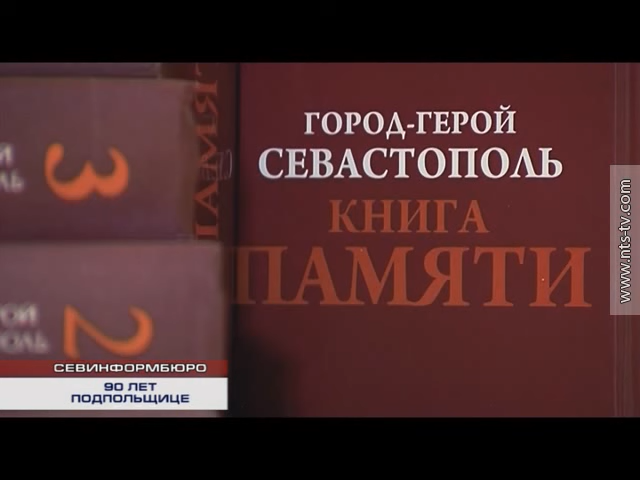 ГОРОД-ГЕРОЙ
СЕВАСТОПОЛЬ
КНИГА
ПАМЯТИ
3
2
СЕВИНФОРМБЮРО
90 ЛЕТ
ПОДПОЛЬЩИЦЕ
www.nts-tv.com